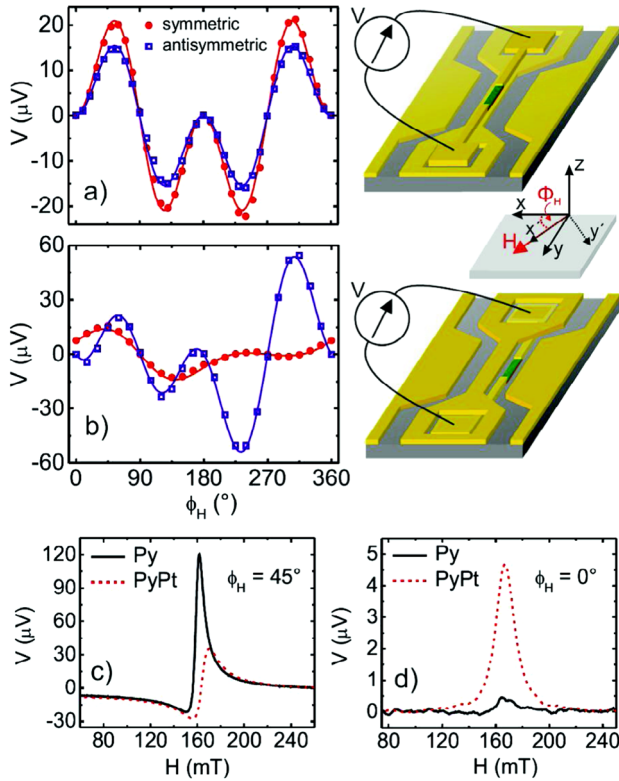 20
10
0
-10
-20
V (µV)
symmetric
antisymmetric
a)
V
z
Φ_H
x
H
x´
y
y´
60
30
0
-30
-60
V (µV)
b)
0 90 180 270 360
ϕ_H (°)
V
120
90
60
30
0
-30
V (µV)
Py
PyPt
ϕ_H = 45°
c)
80 120 160 200 240
H (mT)
5
4
3
2
1
0
V (µV)
Py
PyPt
ϕ_H = 0°
d)
80 120 160 200 240
H (mT)